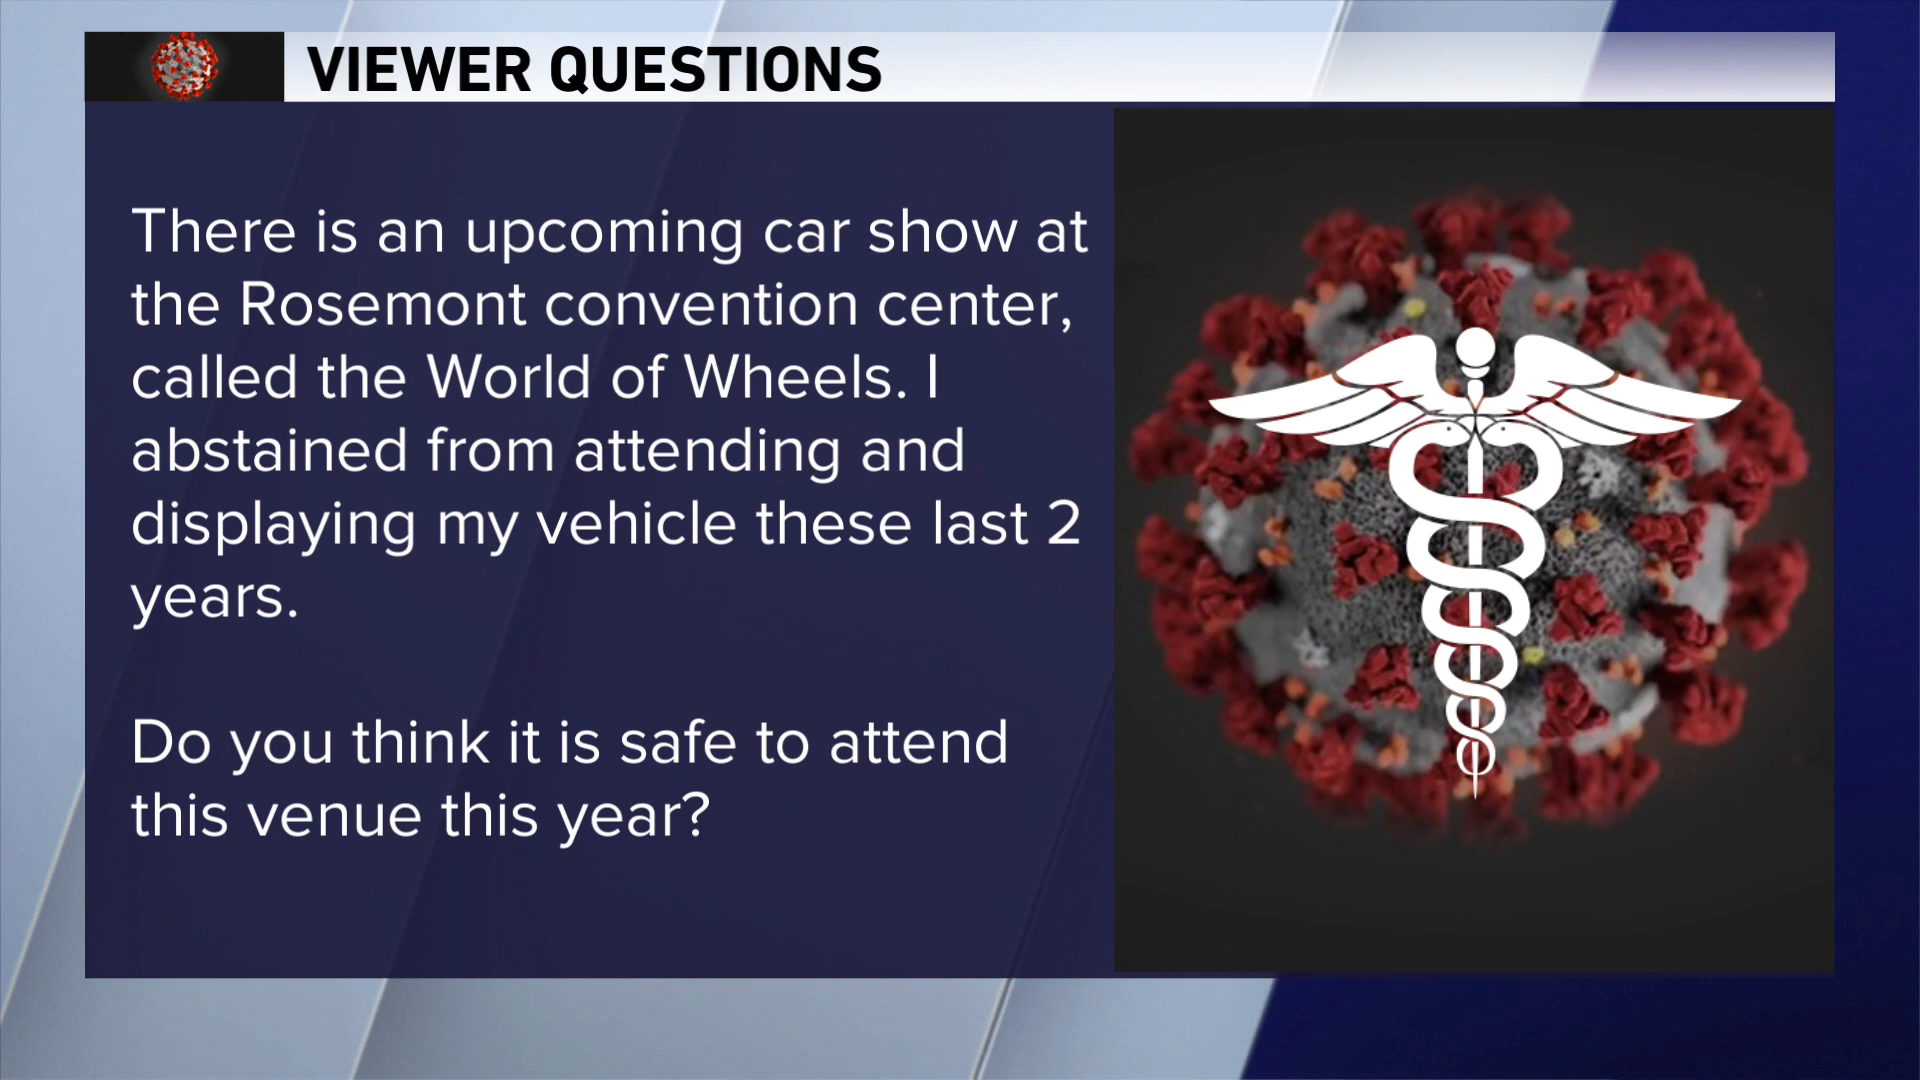 VIEWER QUESTIONS
There is an upcoming car show at
the Rosemont convention center,
called the World of Wheels. I
abstained from attending and
displaying my vehicle these last 2
years.
Do you think it is safe to attend
this venue this year?